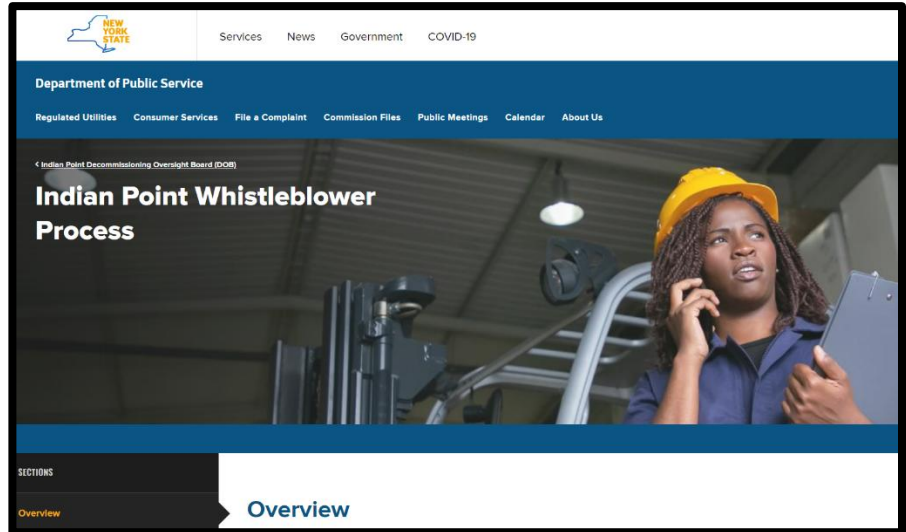 NEW
YORK
STATE
Services News Government COVID-19
Department of Public Service
Regulated Utilities Consumer Services File a Complaint Commission Files Public Meetings Calendar About Us
< Indian Point Decommissioning Oversight Board (DOB)
Indian Point Whistleblower
Process
SECTIONS
Overview
Overview